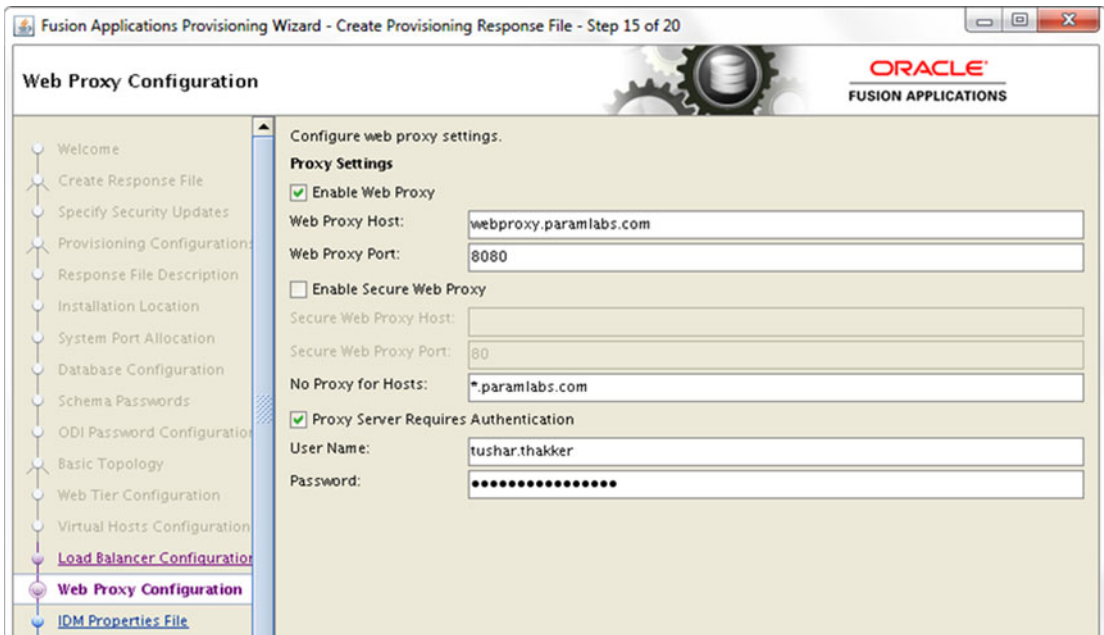 Fusion Applications Provisioning Wizard - Create Provisioning Response File - Step 15 of 20
Web Proxy Configuration
ORACLE
FUSION APPLICATIONS
Welcome
Create Response File
Specify Security Updates
Provisioning Configurations
Response File Description
Installation Location
System Port Allocation
Database Configuration
Schema Passwords
ODI Password Configuration
Basic Topology
Web Tier Configuration
Virtual Hosts Configuration
Load Balancer Configuration
Web Proxy Configuration
IDM Properties File
Configure web proxy settings.
Proxy Settings
Enable Web Proxy
Web Proxy Host: webproxy.paramlabs.com
Web Proxy Port: 8080
Enable Secure Web Proxy
Secure Web Proxy Host:
Secure Web Proxy Port: 80
No Proxy for Hosts: *.paramlabs.com
Proxy Server Requires Authentication
User Name: tushar.thakker
Password: ••••••••••••••••